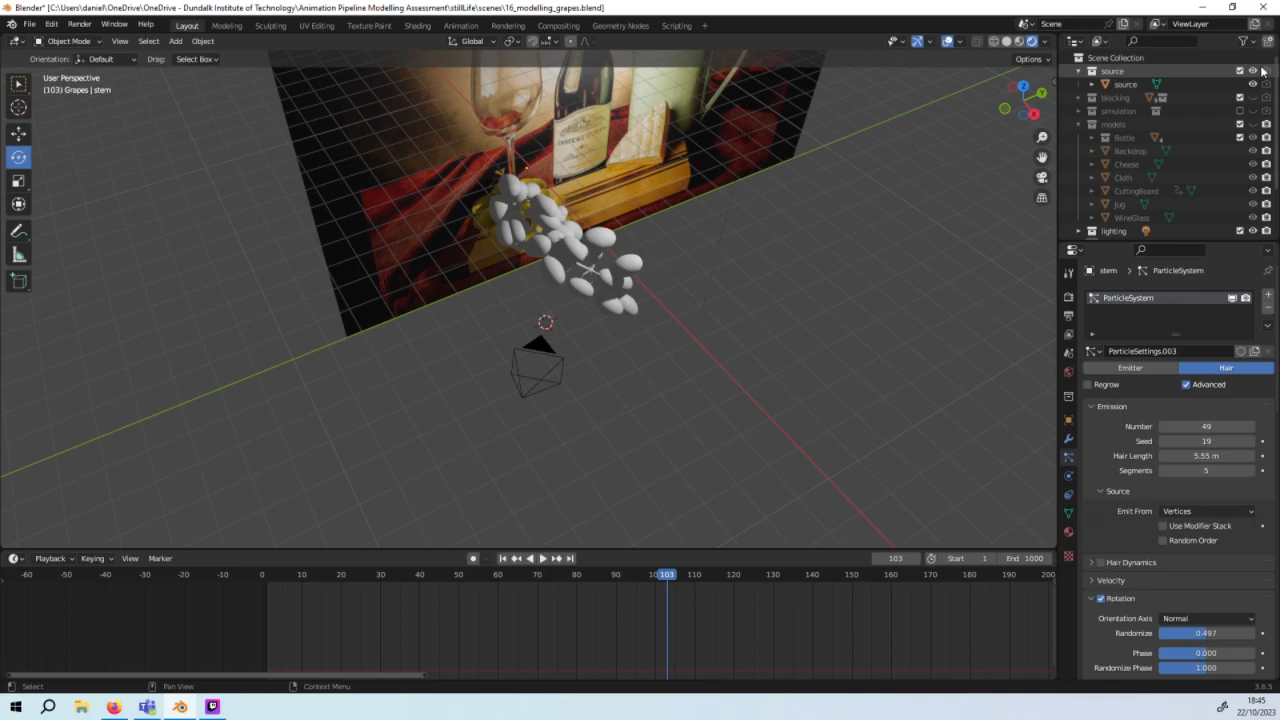 Blender* [C:\Users\daniel\OneDrive\OneDrive - Dundalk Institute of Technology\Animation Pipeline Modelling Assessment\stillLife\scenes\16_modelling_grapes.blend]
File Edit Render Window Help Layout Modeling Sculpting UV Editing Texture Paint Shading Animation Rendering Compositing Geometry Nodes Scripting + Scene ViewLayer
Object Mode View Select Add Object Global
Orientation: Default Drag: Select Box Options
User Perspective
(103) Grapes | stem
Z
Y
X
Scene Collection
source
source
blocking
simulation
models
Bottle
Backdrop
Cheese
Cloth
CuttingBoard
Jug
WineGlass
lighting
stem > ParticleSystem
ParticleSystem
ParticleSettings.003
Emitter Hair
Regrow Advanced
Emission
Number 49
Seed 19
Hair Length 5.55 m
Segments 5
Source
Emit From Vertices
Use Modifier Stack
Random Order
Hair Dynamics
Velocity
Rotation
Orientation Axis Normal
Randomize 0.497
Phase 0.000
Randomize Phase 1.000
Playback Keying View Marker 103 Start 1 End 1000
-60 -50 -40 -30 -20 -10 0 10 20 30 40 50 60 70 80 90 103 110 120 130 140 150 160 170 180 190 200
Select Pan View Context Menu 3.6.5
18:45
22/10/2023